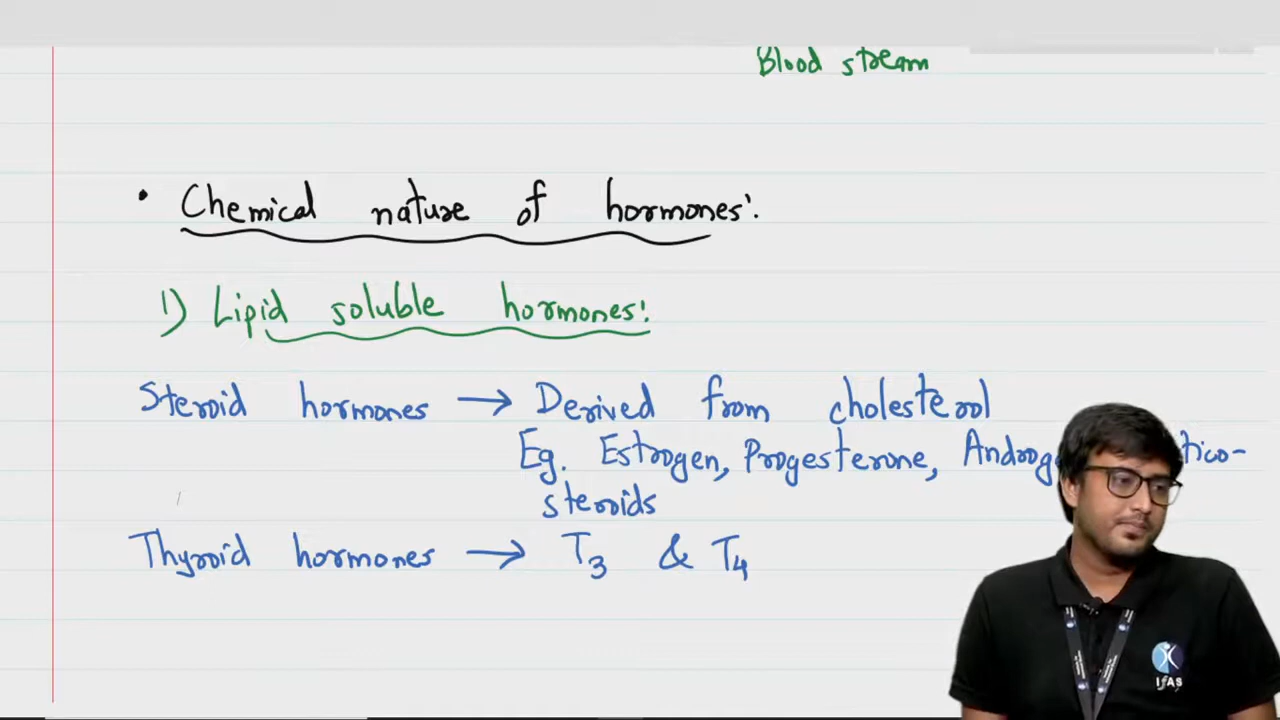 Blood stream
• Chemical nature of hormones:
1) Lipid soluble hormones:
Steroid hormones → Derived from cholesterol
Eg. Estrogen, Progesterone,
steroids
Thyroid hormones → T3 & T4
IFAS